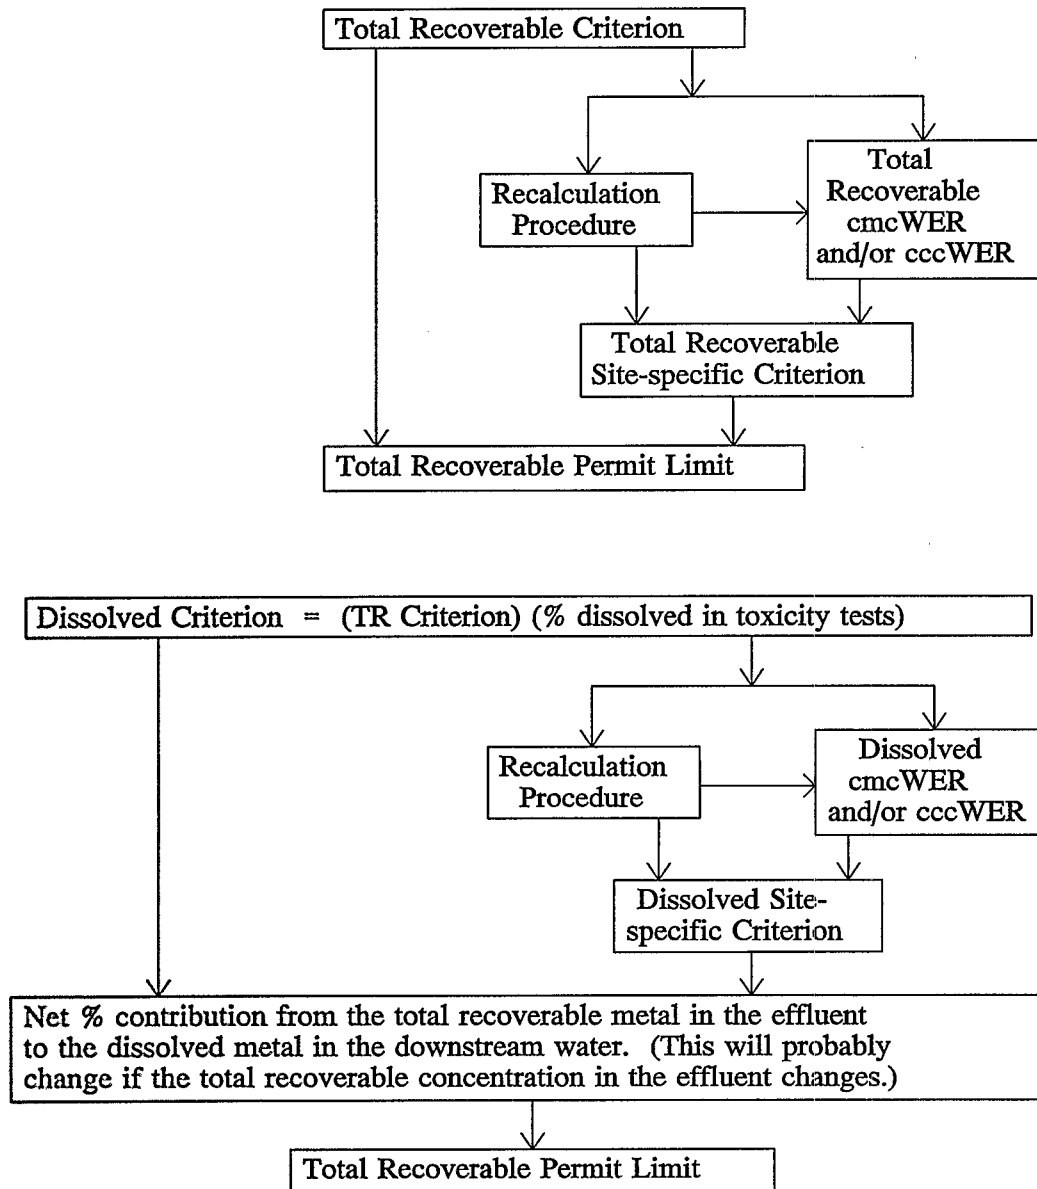 Total Recoverable Criterion
Total
Recoverable
cmcWER
and/or cccWER
Recalculation
Procedure
Total Recoverable
Site-specific Criterion
Total Recoverable Permit Limit
Dissolved Criterion = (TR Criterion) (% dissolved in toxicity tests)
Recalculation
Procedure
Dissolved
cmcWER
and/or cccWER
Dissolved Site-
specific Criterion
Net % contribution from the total recoverable metal in the effluent
to the dissolved metal in the downstream water. (This will probably
change if the total recoverable concentration in the effluent changes.)
Total Recoverable Permit Limit